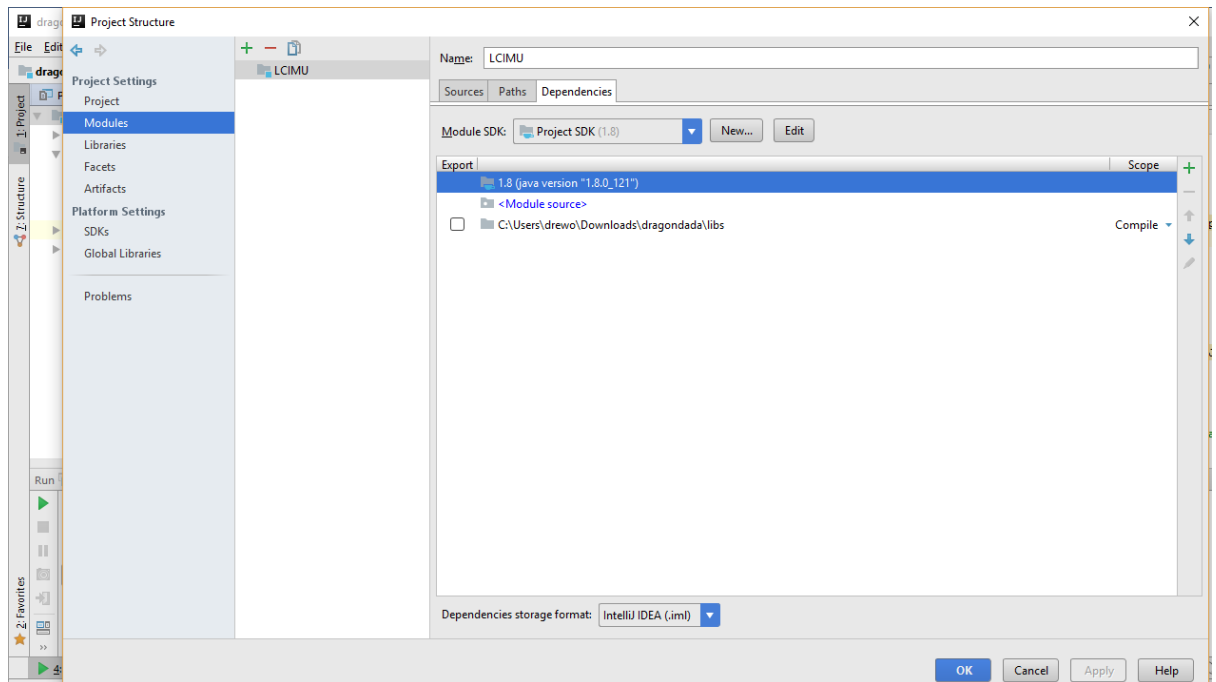 drago
Project Structure
File Edit
drago
1: Project
7: Structure
2: Favorites
Run
4:
Project Settings
Project
Modules
Libraries
Facets
Artifacts
Platform Settings
SDKs
Global Libraries
Problems
LCIMU
Name: LCIMU
Sources Paths Dependencies
Module SDK: Project SDK (1.8) New... Edit
Export Scope
1.8 (java version "1.8.0_121")
<Module source>
C:\Users\drewo\Downloads\dragondada\libs Compile
Dependencies storage format: IntelliJ IDEA (.iml)
OK Cancel Apply Help